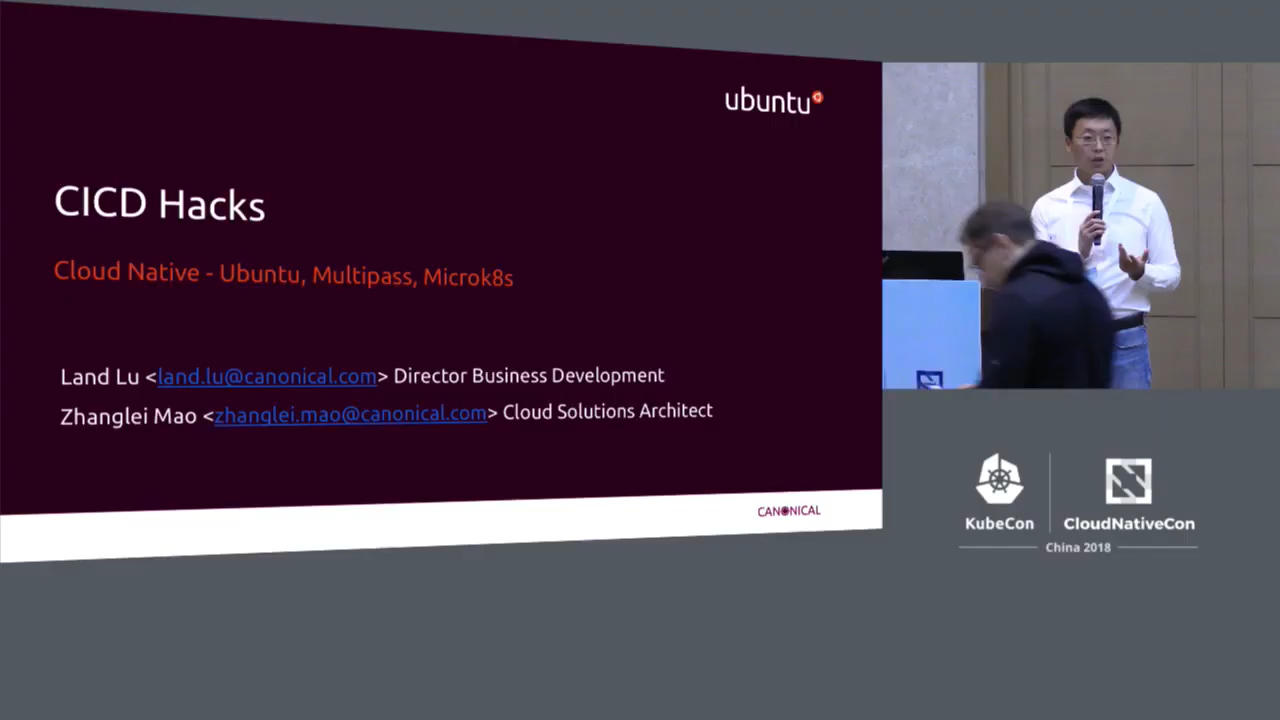 ubuntu
CICD Hacks
Cloud Native - Ubuntu, Multipass, Microk8s
Land Lu <land.lu@canonical.com> Director Business Development
Zhanglei Mao <zhanglei.mao@canonical.com> Cloud Solutions Architect
CANONICAL
KubeCon
CloudNativeCon
China 2018